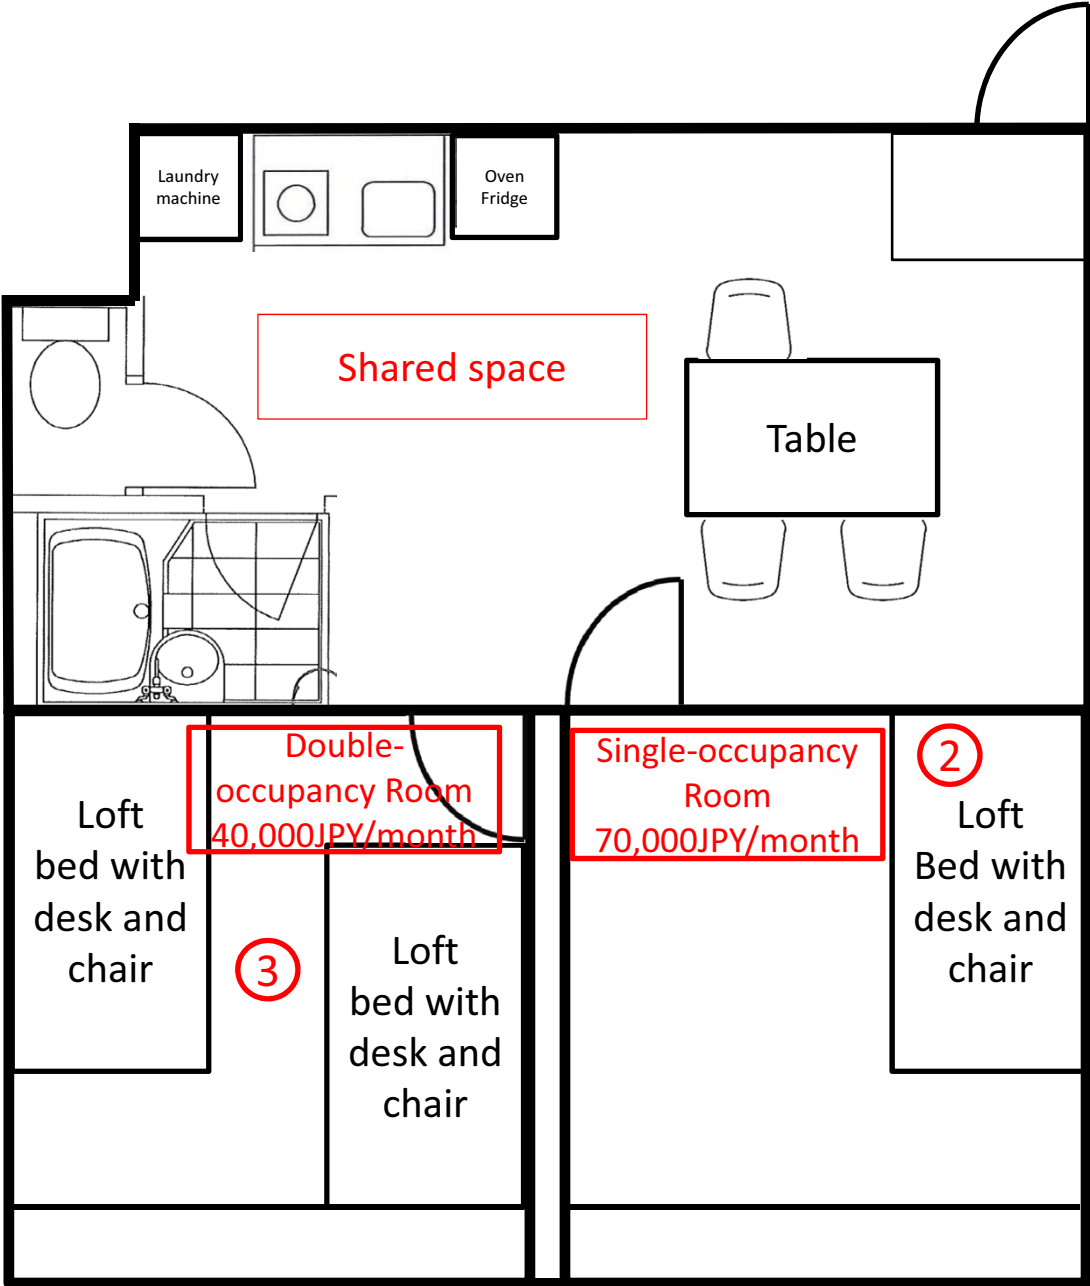 Laundry
machine
Oven
Fridge
Shared space
Table
Double-
occupancy Room
40,000JPY/month
Single-occupancy
Room
70,000JPY/month
2
Loft
bed with
desk and
chair
Loft
Bed with
desk and
chair
3
Loft
bed with
desk and
chair